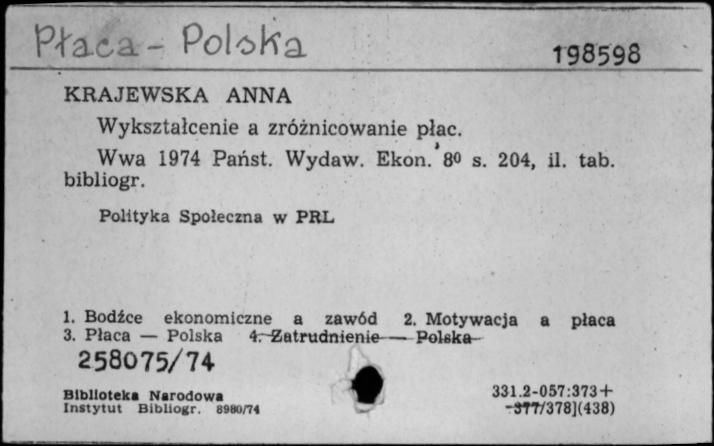 Płaca - Polska
198598
KRAJEWSKA ANNA
Wykształcenie a zróżnicowanie płac.
Wwa 1974 Państ. Wydaw. Ekon. 8⁰ s. 204, il. tab.
bibliogr.
Polityka Społeczna w PRL
1. Bodźce ekonomiczne a zawód 2. Motywacja a płaca
3. Płaca — Polska 4. Zatrudnienie — Polska
258075/74
Biblioteka Narodowa
Instytut Bibliogr. 8980/74
331.2-057:373+
-377/378](438)